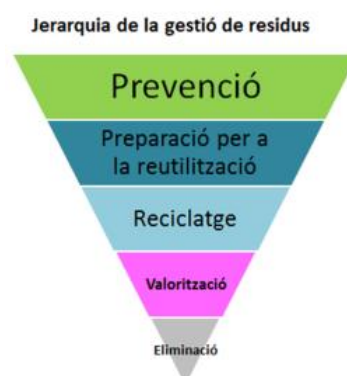 Jerarquia de la gestió de residus
Prevenció
Preparació per a
la reutilització
Reciclatge
Valorització
Eliminació